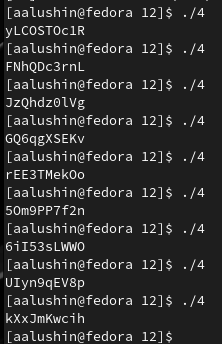 [aalushin@fedora 12]$ ./4
yLCOSTOc1R
[aalushin@fedora 12]$ ./4
FNhQDc3rnL
[aalushin@fedora 12]$ ./4
JzQhdz0lVg
[aalushin@fedora 12]$ ./4
GQ6qgXSEKv
[aalushin@fedora 12]$ ./4
rEE3TMekOo
[aalushin@fedora 12]$ ./4
5Om9PP7f2n
[aalushin@fedora 12]$ ./4
6iI53sLWWO
[aalushin@fedora 12]$ ./4
UIyn9qEV8p
[aalushin@fedora 12]$ ./4
kXxJmKwcih
[aalushin@fedora 12]$